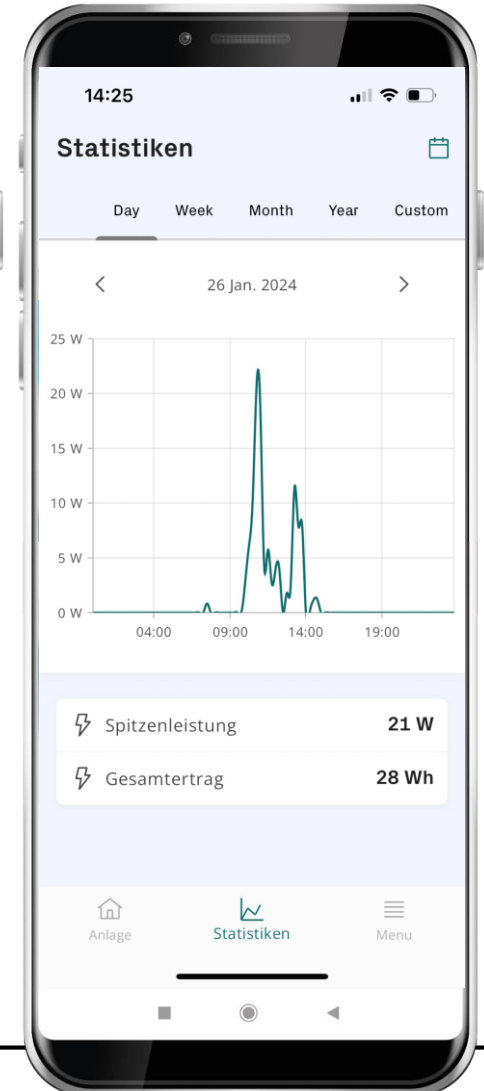 14:25
Statistiken
Day Week Month Year Custom
26 Jan. 2024
25 W
20 W
15 W
10 W
5 W
0 W
04:00 09:00 14:00 19:00
Spitzenleistung 21 W
Gesamtertrag 28 Wh
Anlage Statistiken Menu